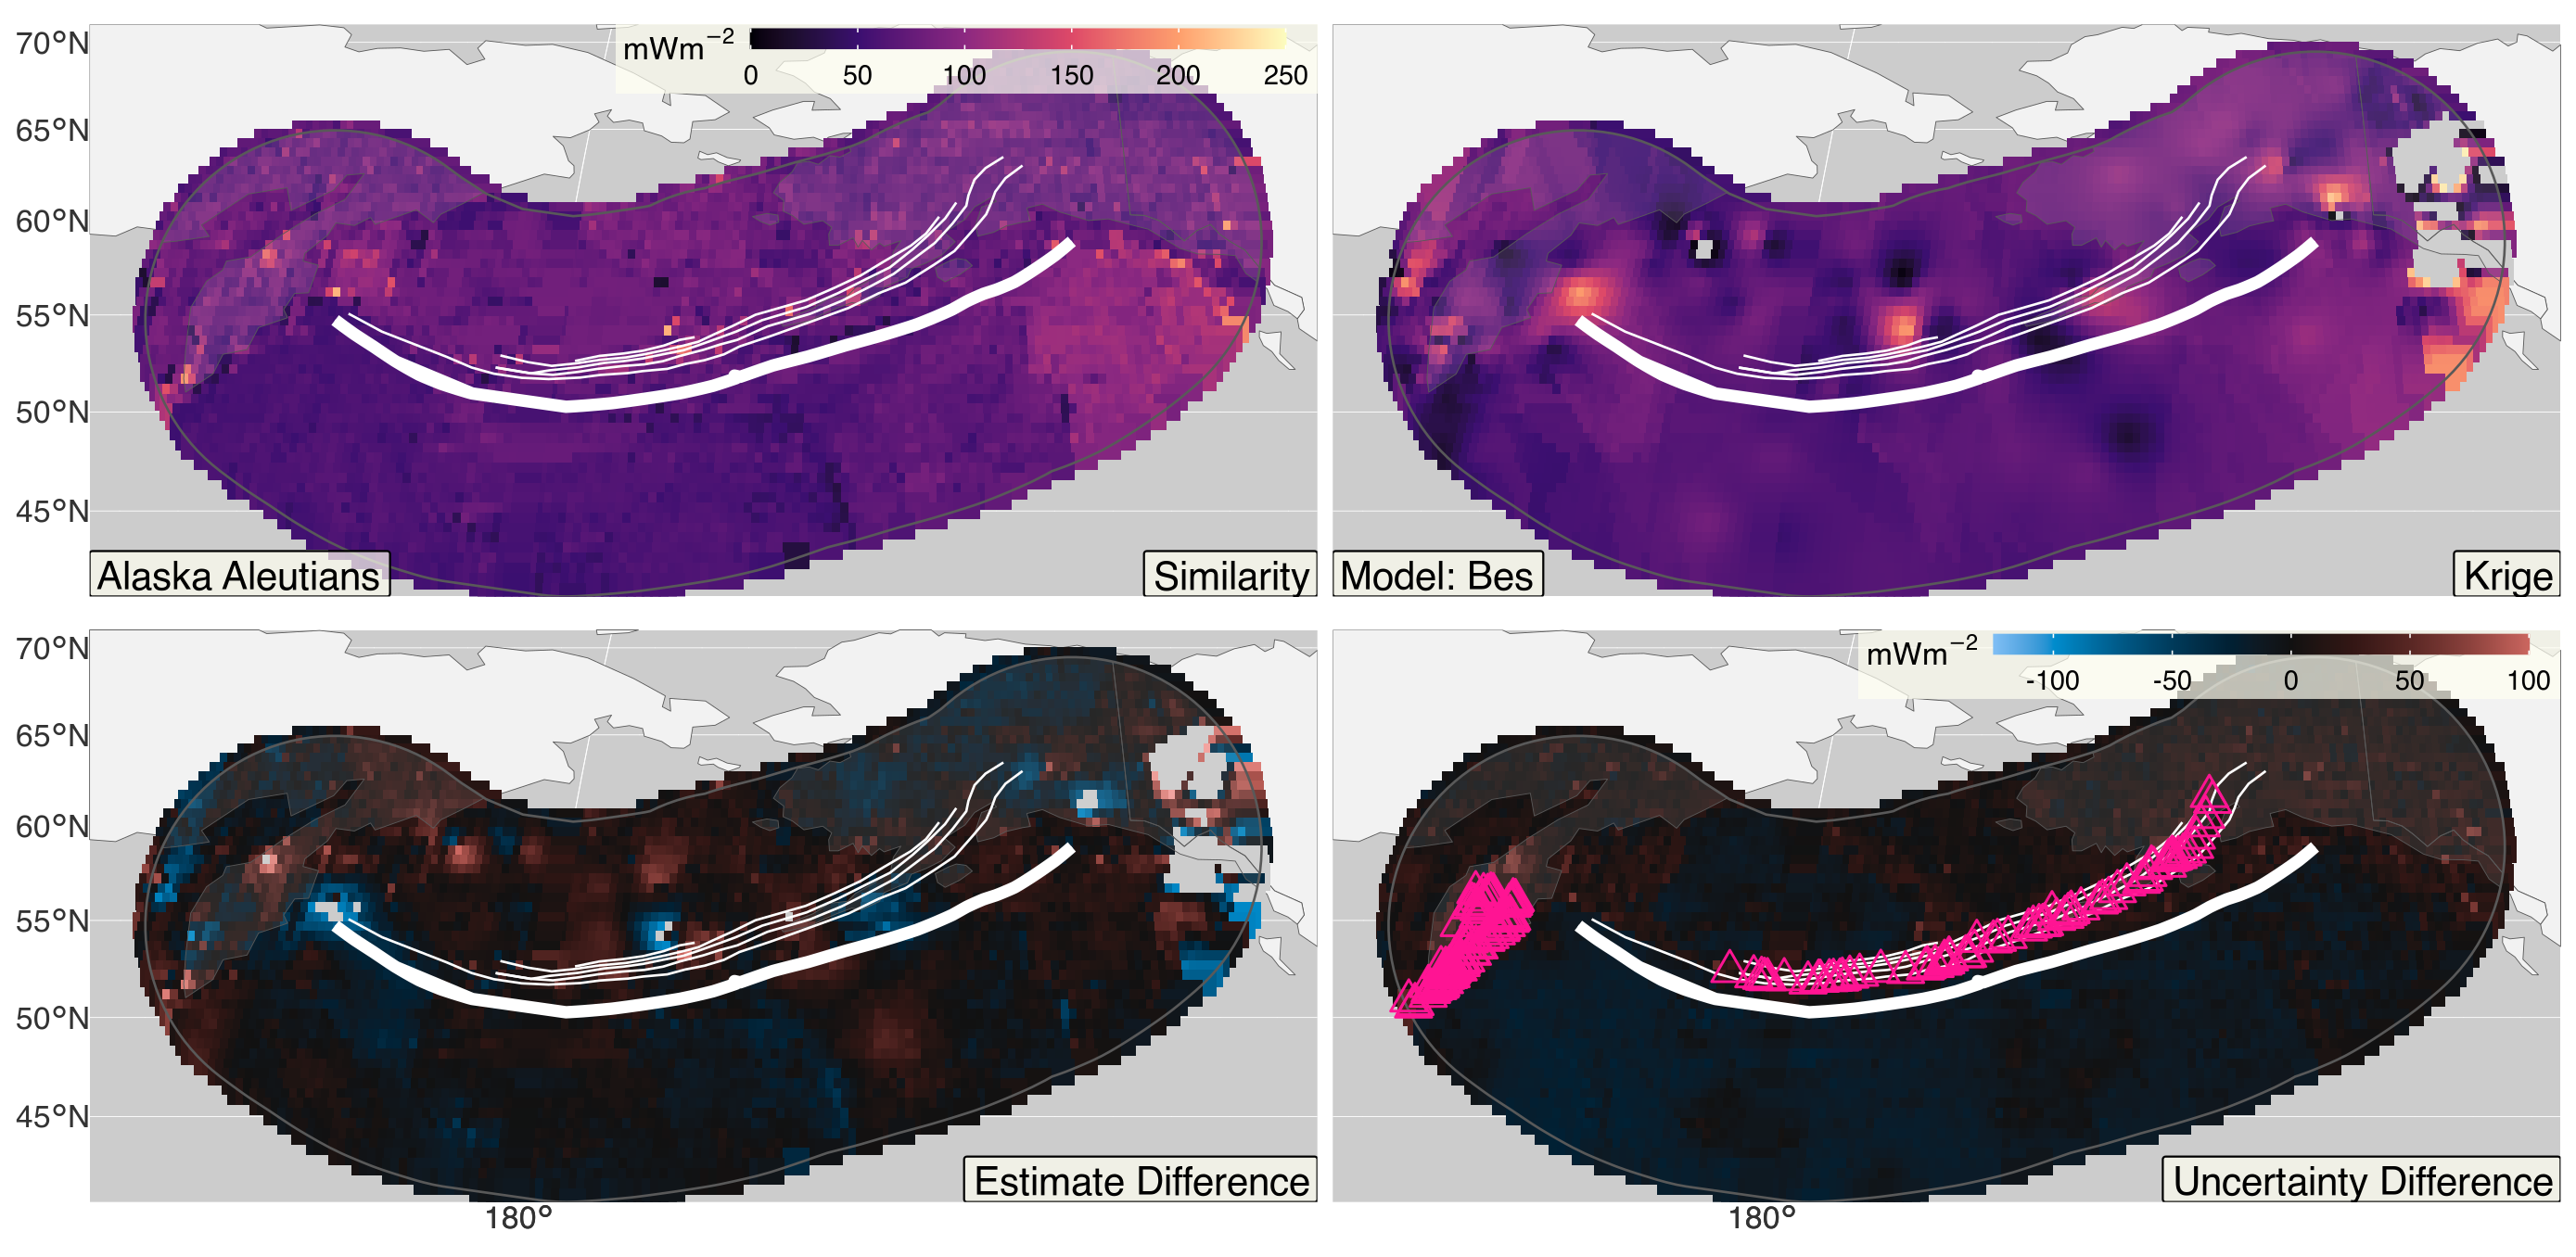 70°N
65°N
60°N
55°N
50°N
45°N
mWm⁻²
0 50 100 150 200 250
Alaska Aleutians
Similarity
Model: Bes
Krige
70°N
65°N
60°N
55°N
50°N
45°N
Estimate Difference
180°
mWm⁻²
-100 -50 0 50 100
Uncertainty Difference
180°